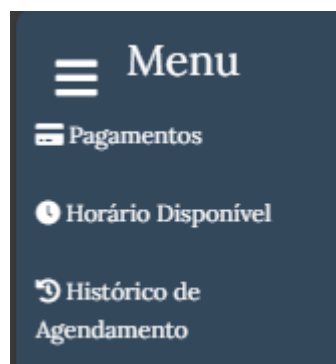 Menu
Pagamentos
Horário Disponível
Histórico de
Agendamento